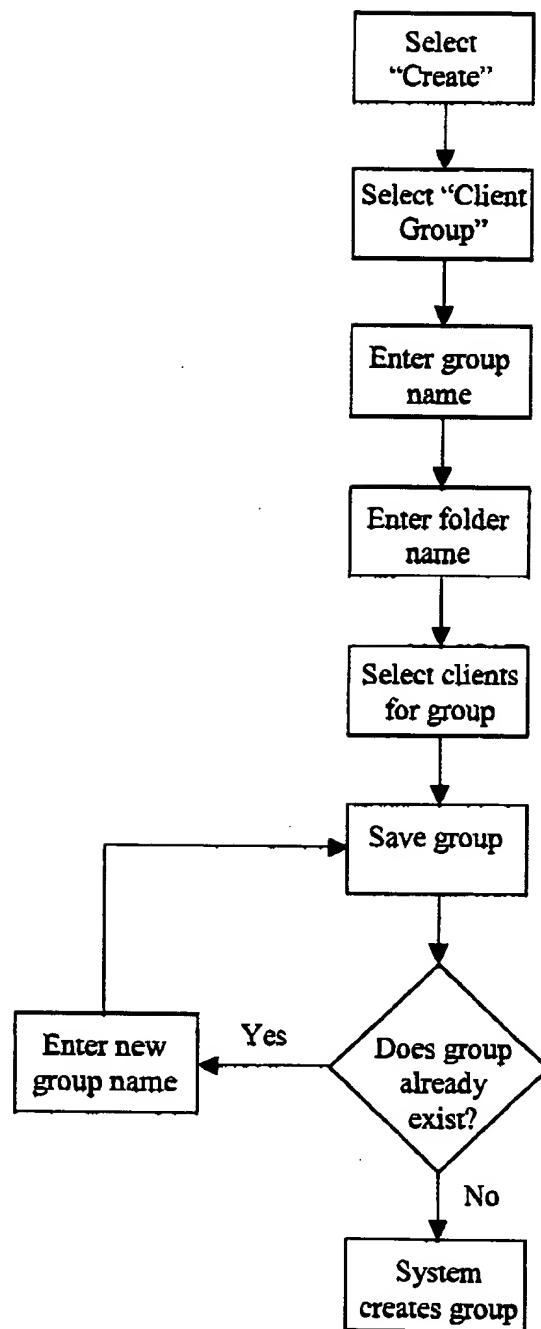 Select
“Create”
Select “Client
Group”
Enter group
name
Enter folder
name
Select clients
for group
Save group
Does group
already
exist?
Yes
Enter new
group name
No
System
creates group